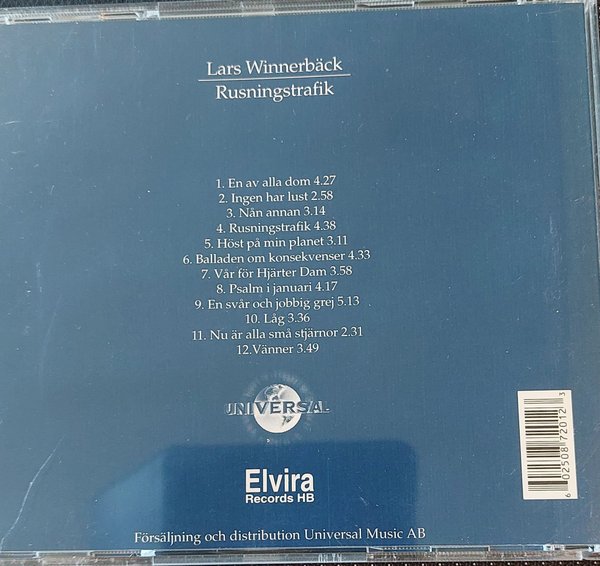 Lars Winnerbäck
Rusningstrafik
1. En av alla dom 4.27
2. Ingen har lust 2.58
3. Nån annan 3.14
4. Rusningstrafik 4.38
5. Höst på min planet 3.11
6. Balladen om konsekvenser 4.33
7. Vår för Hjärter Dam 3.58
8. Psalm i januari 4.17
9. En svår och jobbig grej 5.13
10. Låg 3.36
11. Nu är alla små stjärnor 2.31
12.Vänner 3.49
UNIVERSAL
Elvira
Records HB
6 02508 72012 3
Försäljning och distribution Universal Music AB